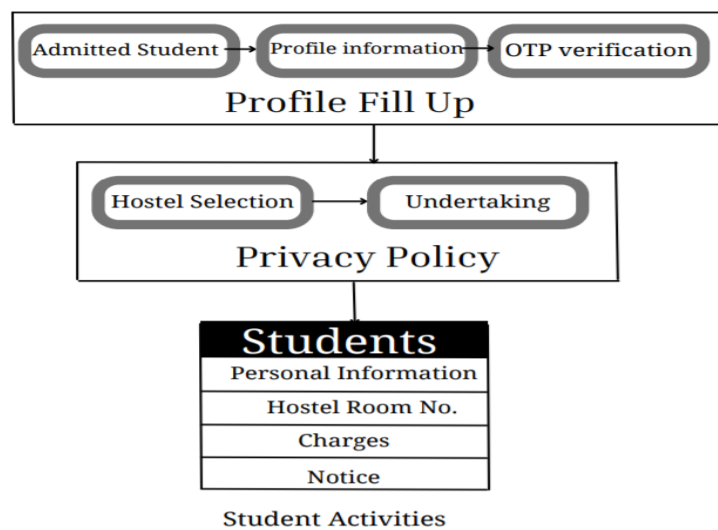 Admitted Student
Profile information
OTP verification
Profile Fill Up
Hostel Selection
Undertaking
Privacy Policy
Students
Personal Information
Hostel Room No.
Charges
Notice
Student Activities